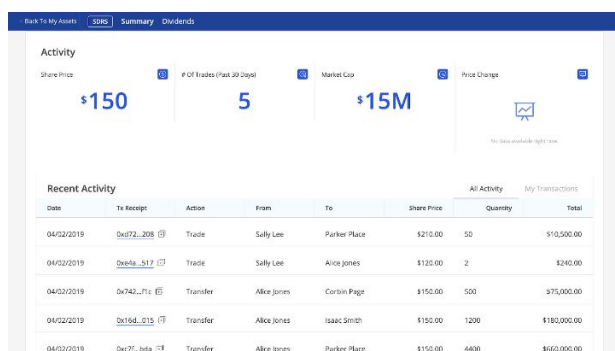 Back To My Assets SDRS Summary Dividends
Activity
Share Price # Of Trades (Past 30 Days) Market Cap Price Change
$150 5 $15M
No data available right now.
Recent Activity All Activity My Transactions
Date Tx Receipt Action From To Share Price Quantity Total
04/02/2019 0xd72...208 Trade Sally Lee Parker Place $210.00 50 $10,500.00
04/02/2019 0xe4a...517 Trade Sally Lee Alice Jones $120.00 2 $240.00
04/02/2019 0x742...f1c Transfer Alice Jones Corbin Page $150.00 500 $75,000.00
04/02/2019 0x16d...015 Transfer Alice Jones Isaac Smith $150.00 1200 $180,000.00
04/02/2019 0xc7f...bda Transfer Alice Jones Parker Place $150.00 4400 $660,000.00